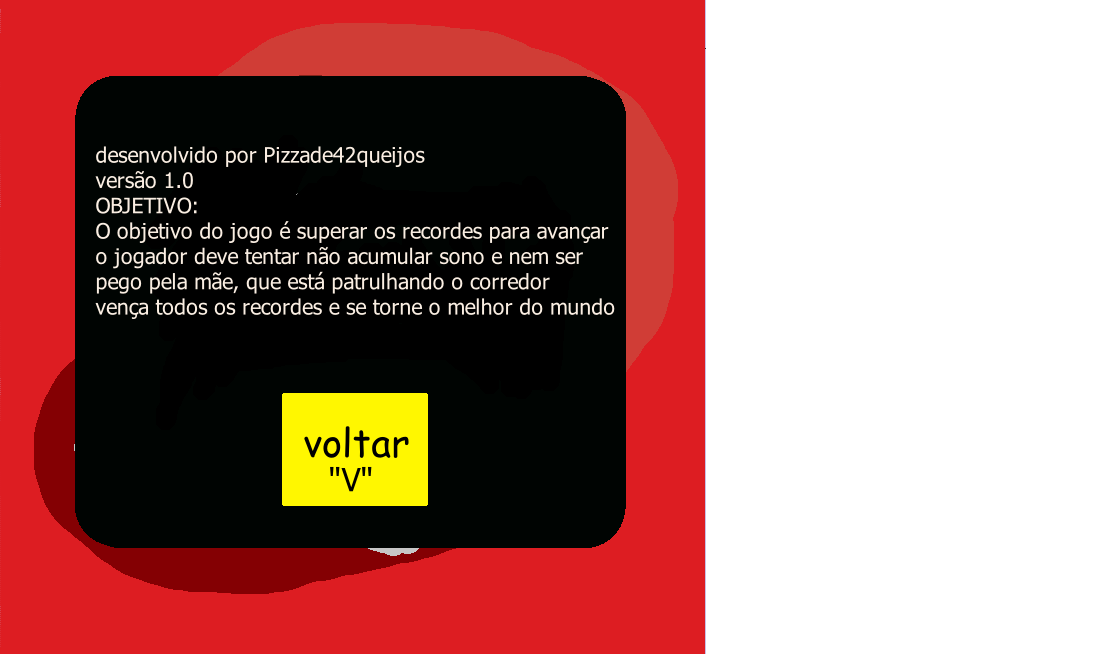 desenvolvido por Pizzade42queijos
versão 1.0
OBJETIVO:
O objetivo do jogo é superar os recordes para avançar
o jogador deve tentar não acumular sono e nem ser
pego pela mãe, que está patrulhando o corredor
vença todos os recordes e se torne o melhor do mundo
voltar
"V"